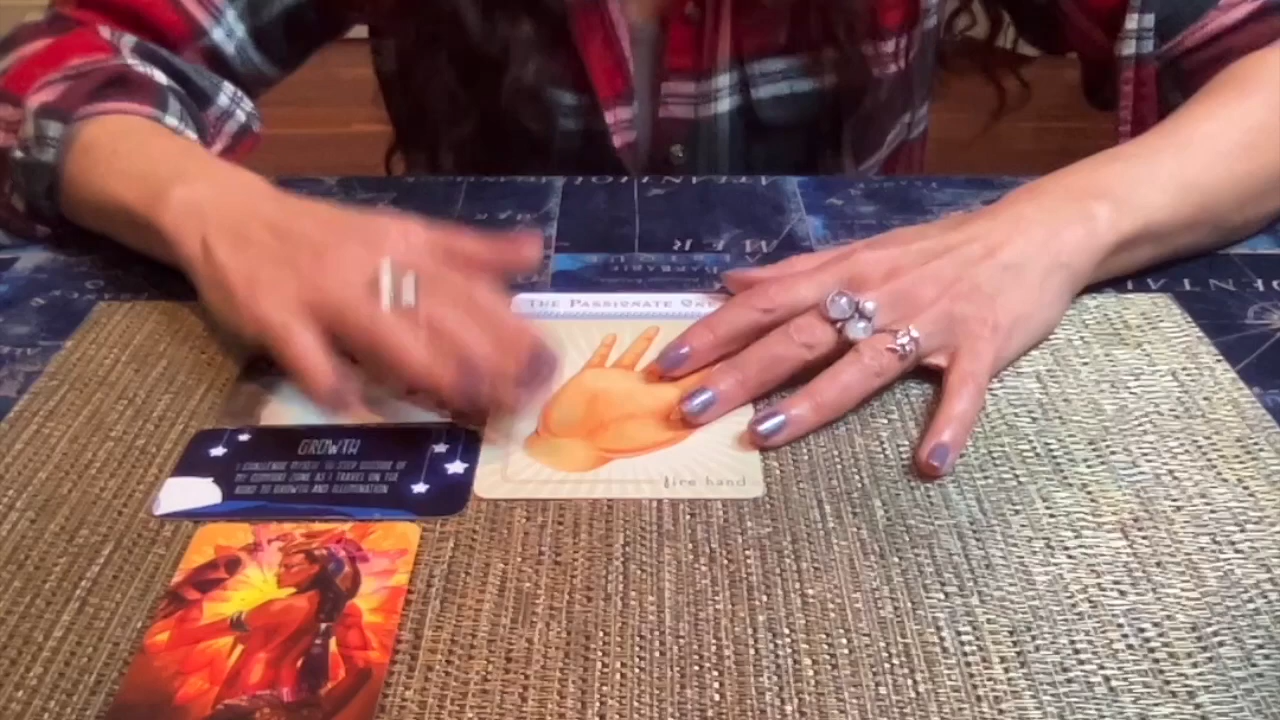 THE PASSIONATE ONE
GROWTH
I CHALLENGE MYSELF TO STEP OUTSIDE OF
MY COMFORT ZONE AS I TRAVEL ON THE
ROAD TO GROWTH AND ILLUMINATION
fire hand
BARBARIE